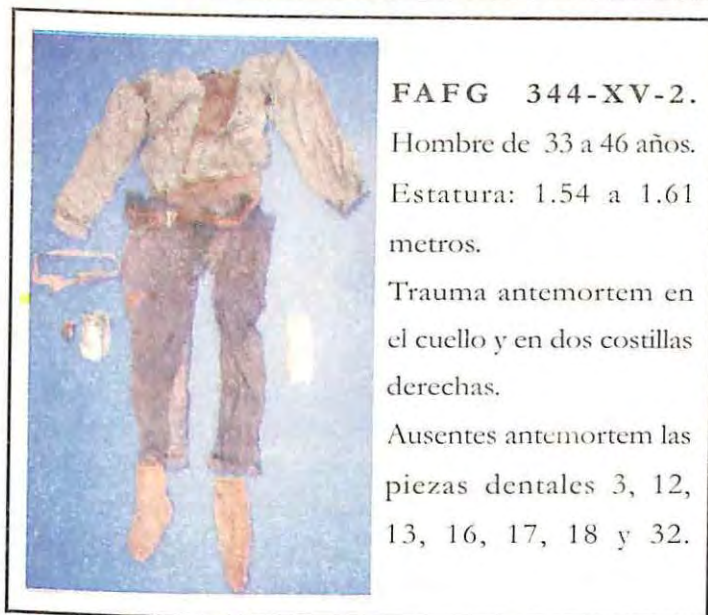 FAFG 344-XV-2.
Hombre de 33 a 46 años.
Estatura: 1.54 a 1.61
metros.
Trauma antemortem en
el cuello y en dos costillas
derechas.
Ausentes antemortem las
piezas dentales 3, 12,
13, 16, 17, 18 y 32.